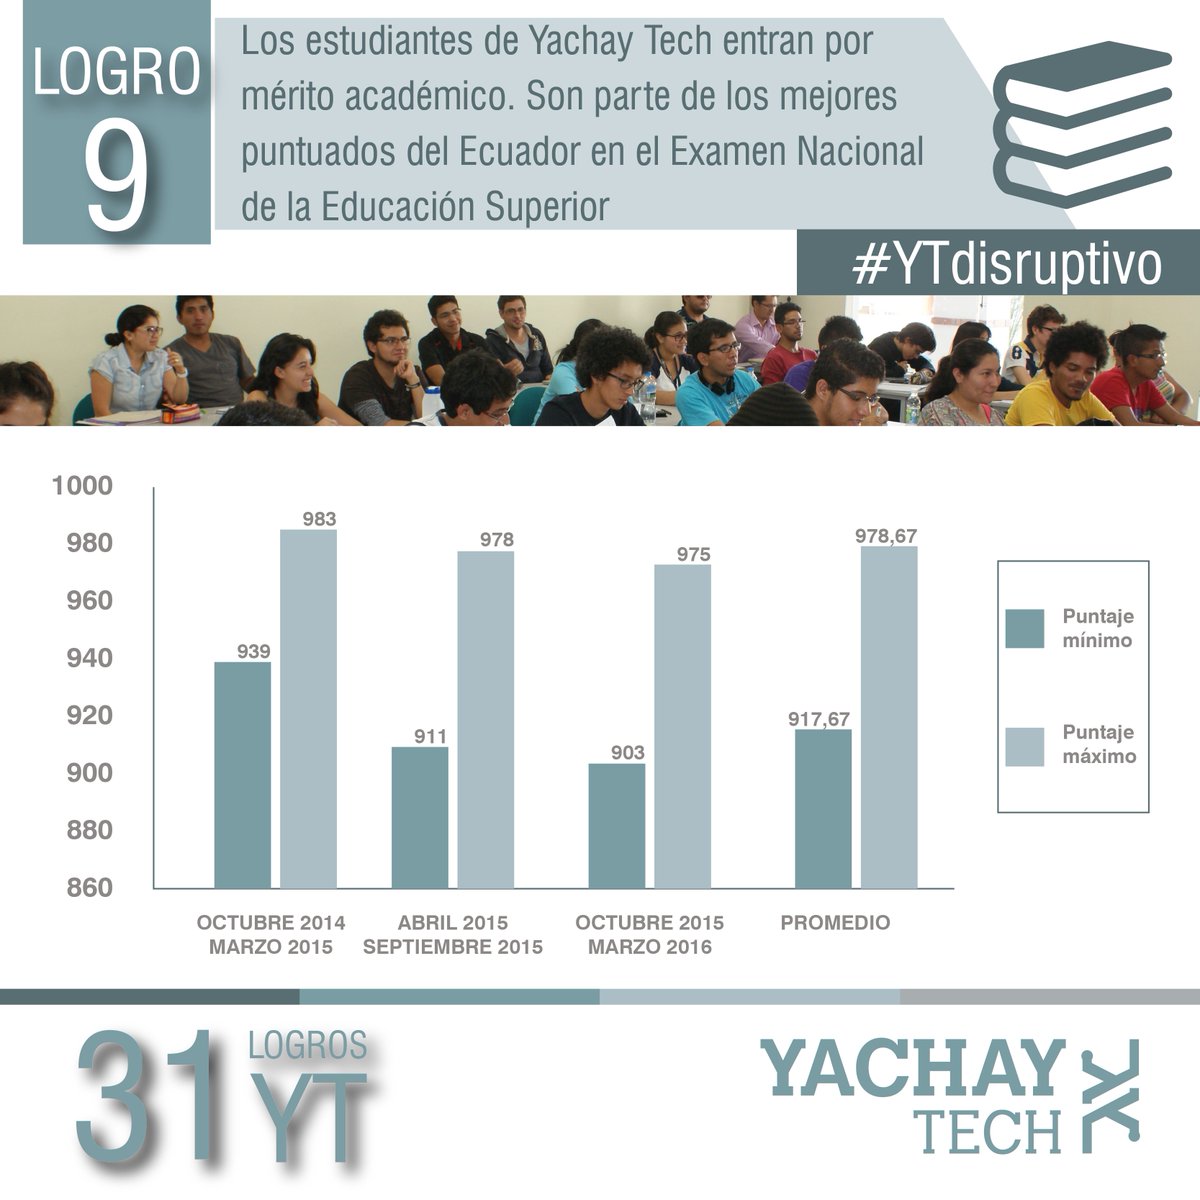 LOGRO
9
Los estudiantes de Yachay Tech entran por
mérito académico. Son parte de los mejores
puntuados del Ecuador en el Examen Nacional
de la Educación Superior
#YTdisruptivo
1000
980
960
940
920
900
880
860
939
983
911
978
903
975
917,67
978,67
OCTUBRE 2014
MARZO 2015
ABRIL 2015
SEPTIEMBRE 2015
OCTUBRE 2015
MARZO 2016
PROMEDIO
Puntaje
mínimo
Puntaje
máximo
31
LOGROS
YT
YACHAY
TECH